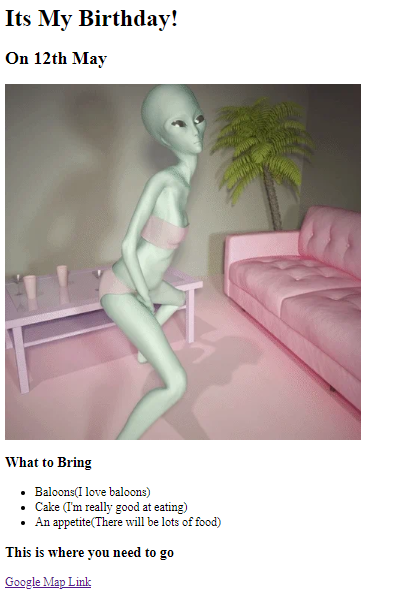 Its My Birthday!
On 12th May
What to Bring
Baloons(I love baloons)
Cake (I'm really good at eating)
An appetite(There will be lots of food)
This is where you need to go
Google Map Link